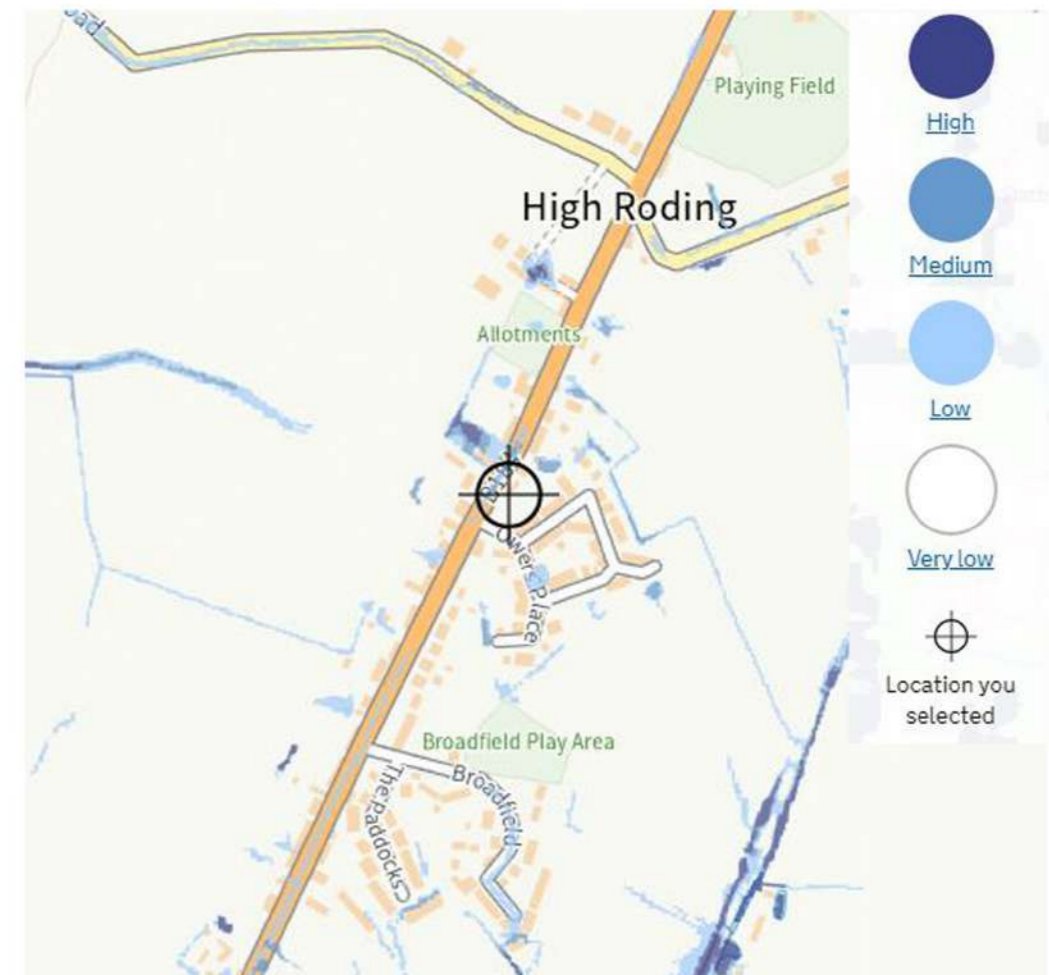 oad
Playing Field
High
High Roding
Medium
Allotments
Low
Owers Place
Very low
Location you
selected
Broadfield Play Area
Broadfield
The paddocks